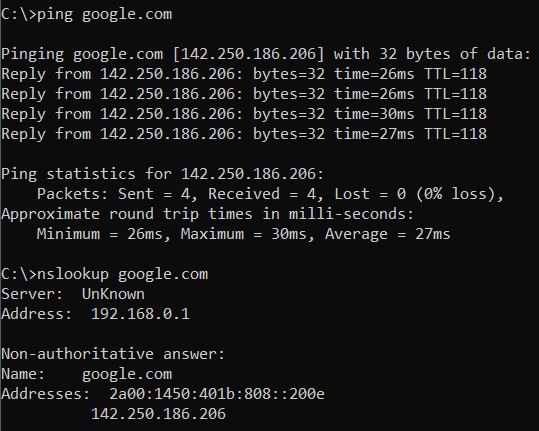 C:\>ping google.com
Pinging google.com [142.250.186.206] with 32 bytes of data:
Reply from 142.250.186.206: bytes=32 time=26ms TTL=118
Reply from 142.250.186.206: bytes=32 time=26ms TTL=118
Reply from 142.250.186.206: bytes=32 time=30ms TTL=118
Reply from 142.250.186.206: bytes=32 time=27ms TTL=118
Ping statistics for 142.250.186.206:
    Packets: Sent = 4, Received = 4, Lost = 0 (0% loss),
Approximate round trip times in milli-seconds:
    Minimum = 26ms, Maximum = 30ms, Average = 27ms
C:\>nslookup google.com
Server:  UnKnown
Address:  192.168.0.1
Non-authoritative answer:
Name:    google.com
Addresses:  2a00:1450:401b:808::200e
          142.250.186.206